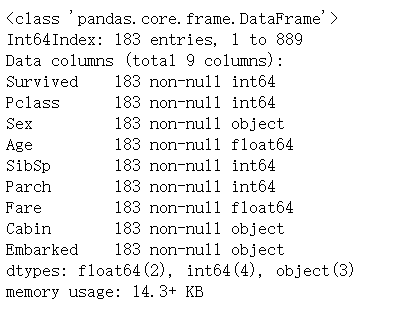 <class 'pandas.core.frame.DataFrame'>
Int64Index: 183 entries, 1 to 889
Data columns (total 9 columns):
Survived    183 non-null int64
Pclass      183 non-null int64
Sex         183 non-null object
Age         183 non-null float64
SibSp       183 non-null int64
Parch       183 non-null int64
Fare        183 non-null float64
Cabin       183 non-null object
Embarked    183 non-null object
dtypes: float64(2), int64(4), object(3)
memory usage: 14.3+ KB